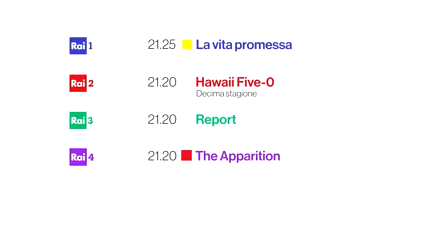 Rai 1 21.25 La vita promessa
Rai 2 21.20 Hawaii Five-0
Decima stagione
Rai 3 21.20 Report
Rai 4 21.20 The Apparition